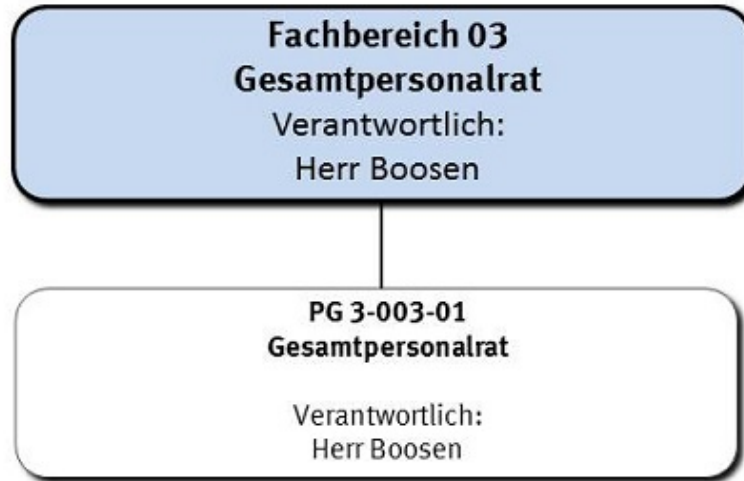 Fachbereich 03
Gesamtpersonalrat
Verantwortlich:
Herr Boosen
PG 3-003-01
Gesamtpersonalrat
Verantwortlich:
Herr Boosen